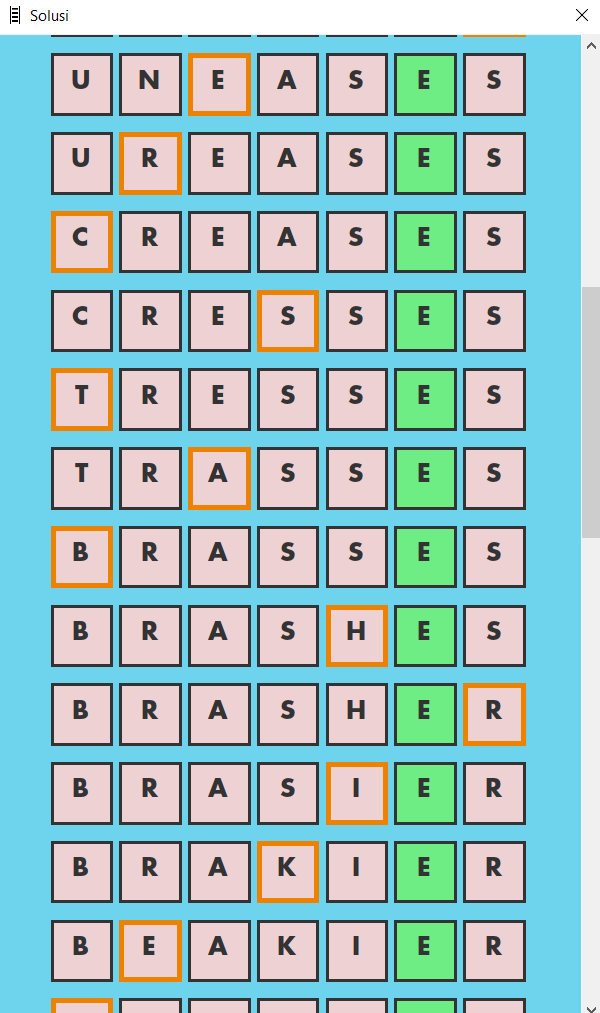 Solusi
U N E A S E S
U R E A S E S
C R E A S E S
C R E S S E S
T R E S S E S
T R A S S E S
B R A S S E S
B R A S H E S
B R A S H E R
B R A S I E R
B R A K I E R
B E A K I E R